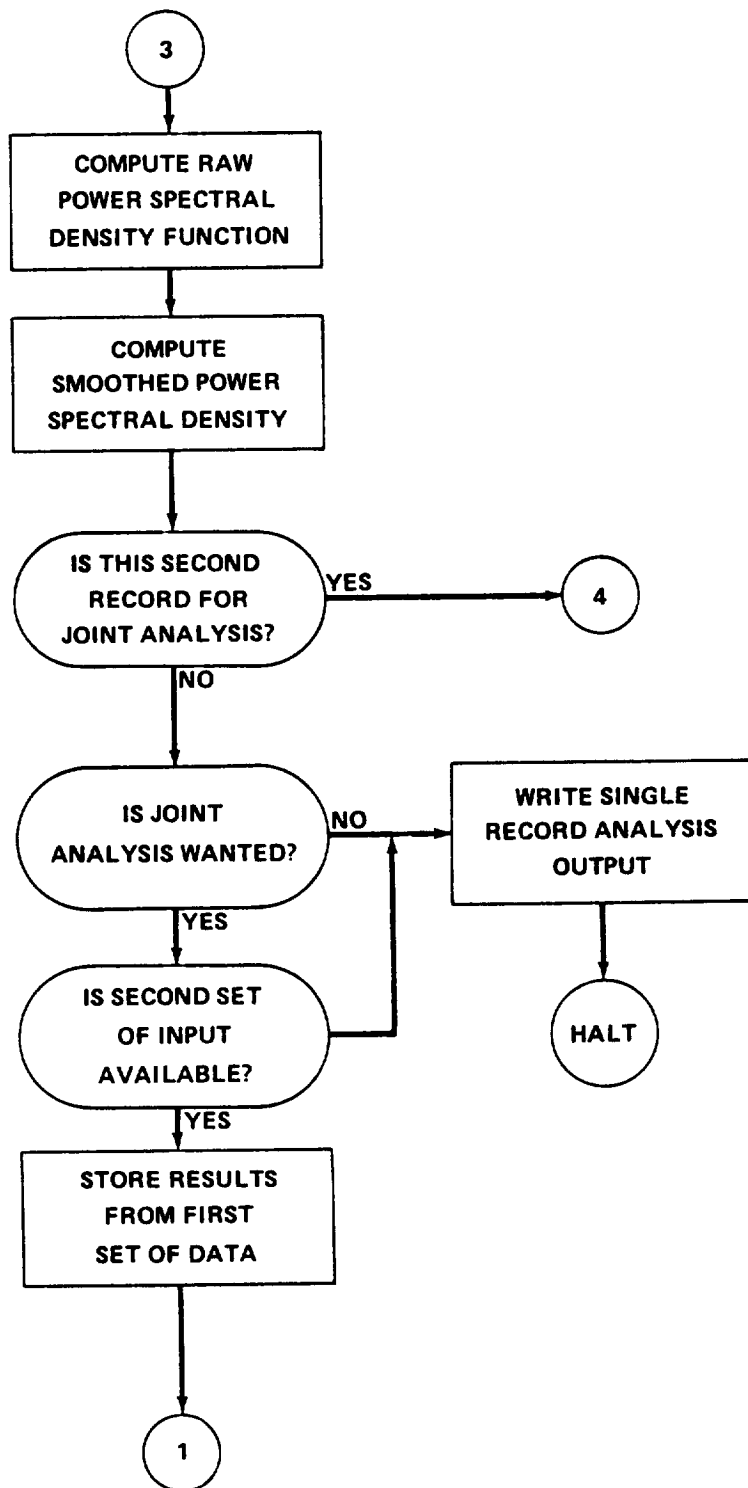 3
COMPUTE RAW
POWER SPECTRAL
DENSITY FUNCTION
COMPUTE
SMOOTHED POWER
SPECTRAL DENSITY
IS THIS SECOND
RECORD FOR
JOINT ANALYSIS?
YES
4
NO
IS JOINT
ANALYSIS WANTED?
NO
WRITE SINGLE
RECORD ANALYSIS
OUTPUT
YES
IS SECOND SET
OF INPUT
AVAILABLE?
HALT
YES
STORE RESULTS
FROM FIRST
SET OF DATA
1